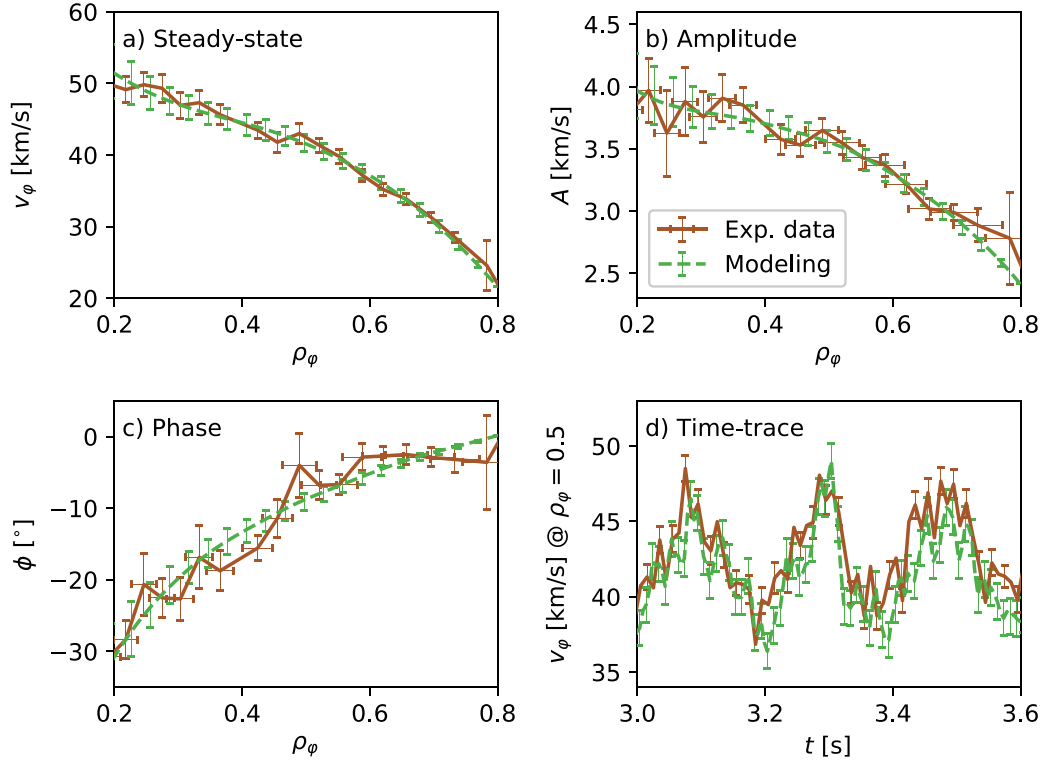 a) Steady-state
60
50
40
30
20
v_φ [km/s]
0.2 0.4 0.6 0.8
ρ_φ
b) Amplitude
4.5
4.0
3.5
3.0
2.5
A [km/s]
Exp. data
Modeling
0.2 0.4 0.6 0.8
ρ_φ
c) Phase
0
−10
−20
−30
ϕ [°]
0.2 0.4 0.6 0.8
ρ_φ
d) Time-trace
50
45
40
35
v_φ [km/s] @ ρ_φ = 0.5
3.0 3.2 3.4 3.6
t [s]